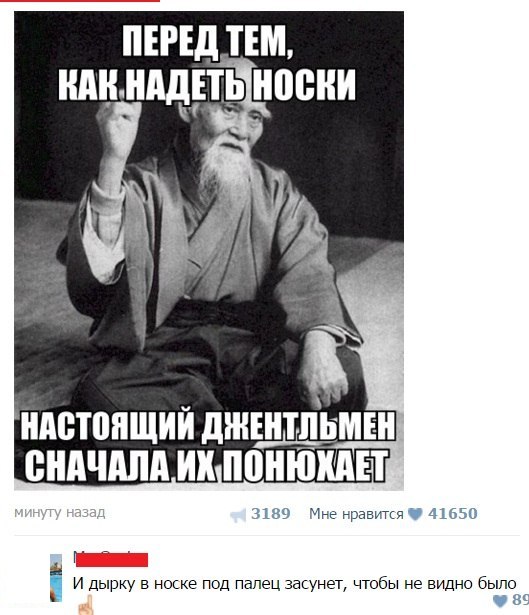 ПЕРЕД ТЕМ,
КАК НАДЕТЬ НОСКИ
НАСТОЯЩИЙ ДЖЕНТЛЬМЕН
СНАЧАЛА ИХ ПОНЮХАЕТ
минуту назад 3189 Мне нравится 41650
И дырку в носке под палец засунет, чтобы не видно было